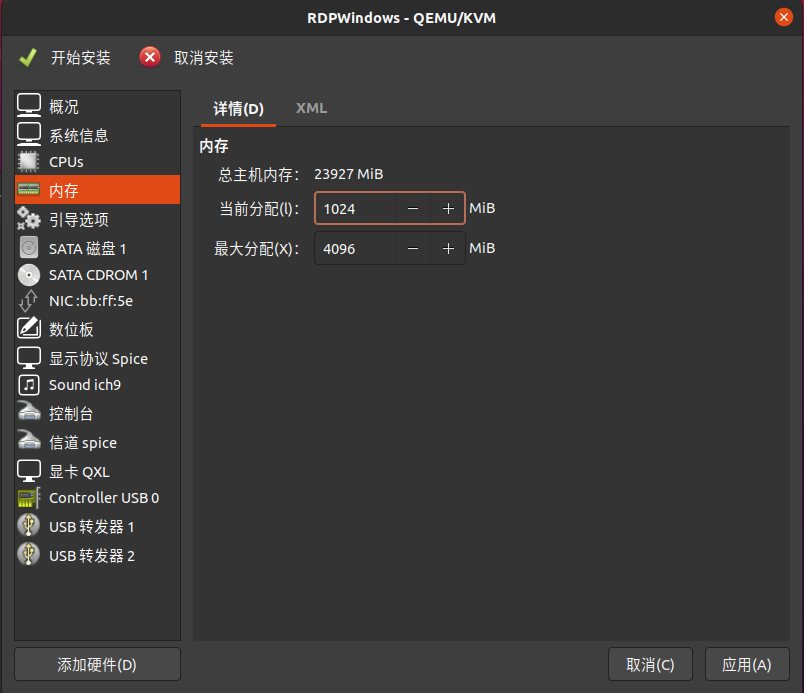 RDPWindows - QEMU/KVM
开始安装 取消安装
概况
系统信息
CPUs
内存
引导选项
SATA 磁盘 1
SATA CDROM 1
NIC :bb:ff:5e
数位板
显示协议 Spice
Sound ich9
控制台
信道 spice
显卡 QXL
Controller USB 0
USB 转发器 1
USB 转发器 2
添加硬件(D)
详情(D) XML
内存
总主机内存： 23927 MiB
当前分配(l)： 1024 − + MiB
最大分配(X)： 4096 − + MiB
取消(C) 应用(A)